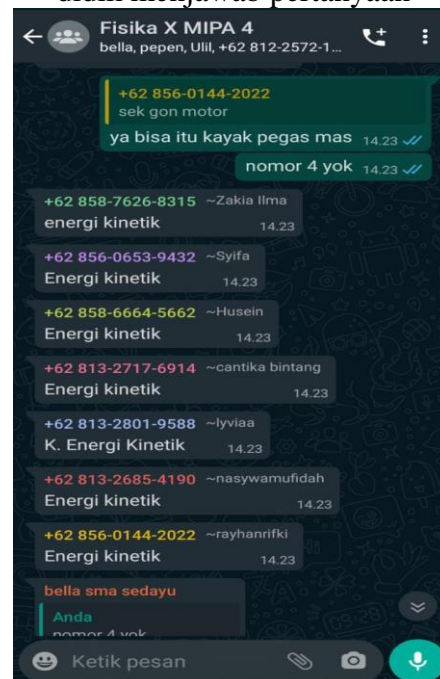 Fisika X MIPA 4
bella, pepen, Ulil, +62 812-2572-1...
+62 856-0144-2022
sek gon motor
ya bisa itu kayak pegas mas 14.23
nomor 4 yok 14.23
+62 858-7626-8315 ~Zakia Ilma
energi kinetik 14.23
+62 856-0653-9432 ~Syifa
Energi kinetik 14.23
+62 858-6664-5662 ~Husein
Energi kinetik 14.23
+62 813-2717-6914 ~cantika bintang
Energi kinetik 14.23
+62 813-2801-9588 ~lyviaa
K. Energi Kinetik 14.23
+62 813-2685-4190 ~nasywamufidah
Energi kinetik 14.23
+62 856-0144-2022 ~rayhanrifki
Energi kinetik 14.23
bella sma sedayu
Anda
nomor 4 yok
Ketik pesan